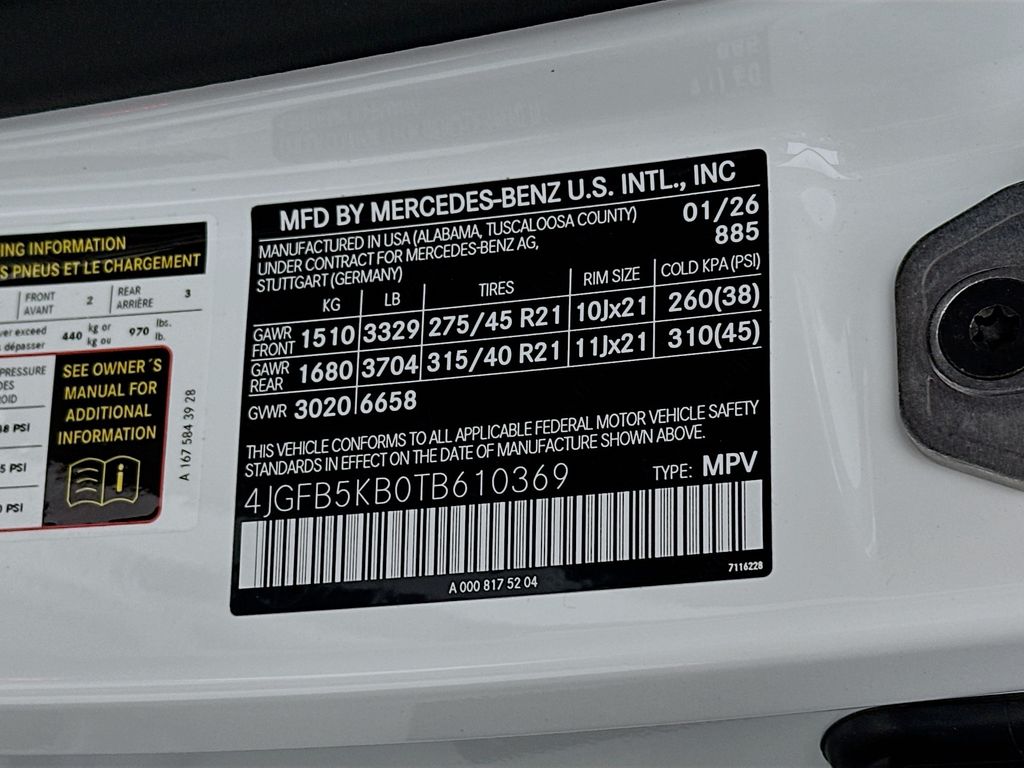 MFD BY MERCEDES-BENZ U.S. INTL., INC
MANUFACTURED IN USA (ALABAMA, TUSCALOOSA COUNTY) 01/26
UNDER CONTRACT FOR MERCEDES-BENZ AG, 885
STUTTGART (GERMANY)
KG LB TIRES RIM SIZE COLD KPA(PSI)
GAWR FRONT 1510 3329 275/45 R21 10Jx21 260(38)
GAWR REAR 1680 3704 315/40 R21 11Jx21 310(45)
GVWR 3020 6658
THIS VEHICLE CONFORMS TO ALL APPLICABLE FEDERAL MOTOR VEHICLE SAFETY
STANDARDS IN EFFECT ON THE DATE OF MANUFACTURE SHOWN ABOVE.
4JGFB5KB0TB610369 TYPE: MPV
A 000 817 52 04
7116228
INFORMATION
PNEUS ET LE CHARGEMENT
FRONT 2 REAR 3
AVANT ARRIÈRE
exceed 440 kg or 970 lbs.
dépasser kg ou lb.
PRESSURE
SEE OWNER´S
MANUAL FOR
ADDITIONAL
INFORMATION
PSI
PSI
PSI
A 167 584 39 28